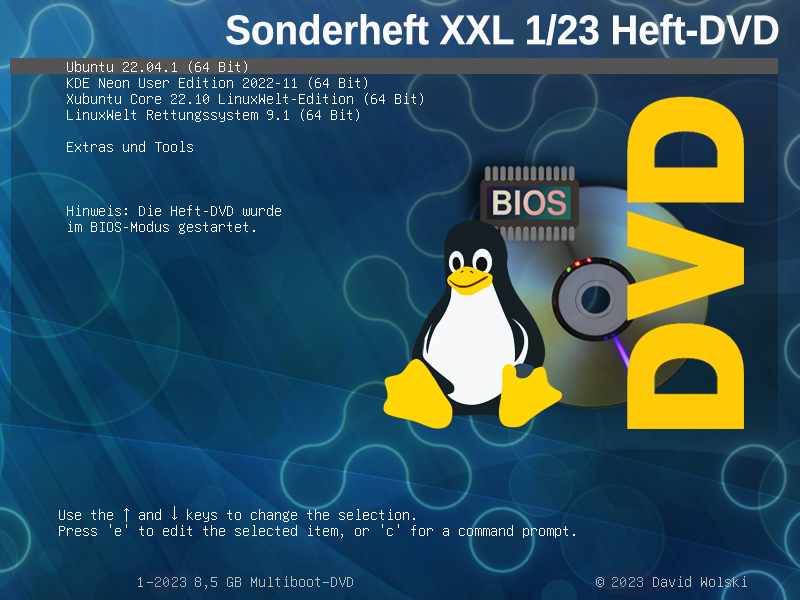 Sonderheft XXL 1/23 Heft-DVD
Ubuntu 22.04.1 (64 Bit)
KDE Neon User Edition 2022-11 (64 Bit)
Xubuntu Core 22.10 LinuxWelt-Edition (64 Bit)
LinuxWelt Rettungssystem 9.1 (64 Bit)
Extras und Tools
Hinweis: Die Heft-DVD wurde
im BIOS-Modus gestartet.
BIOS
DVD
Use the ↑ and ↓ keys to change the selection.
Press 'e' to edit the selected item, or 'c' for a command prompt.
1-2023 8,5 GB Multiboot-DVD
© 2023 David Wolski